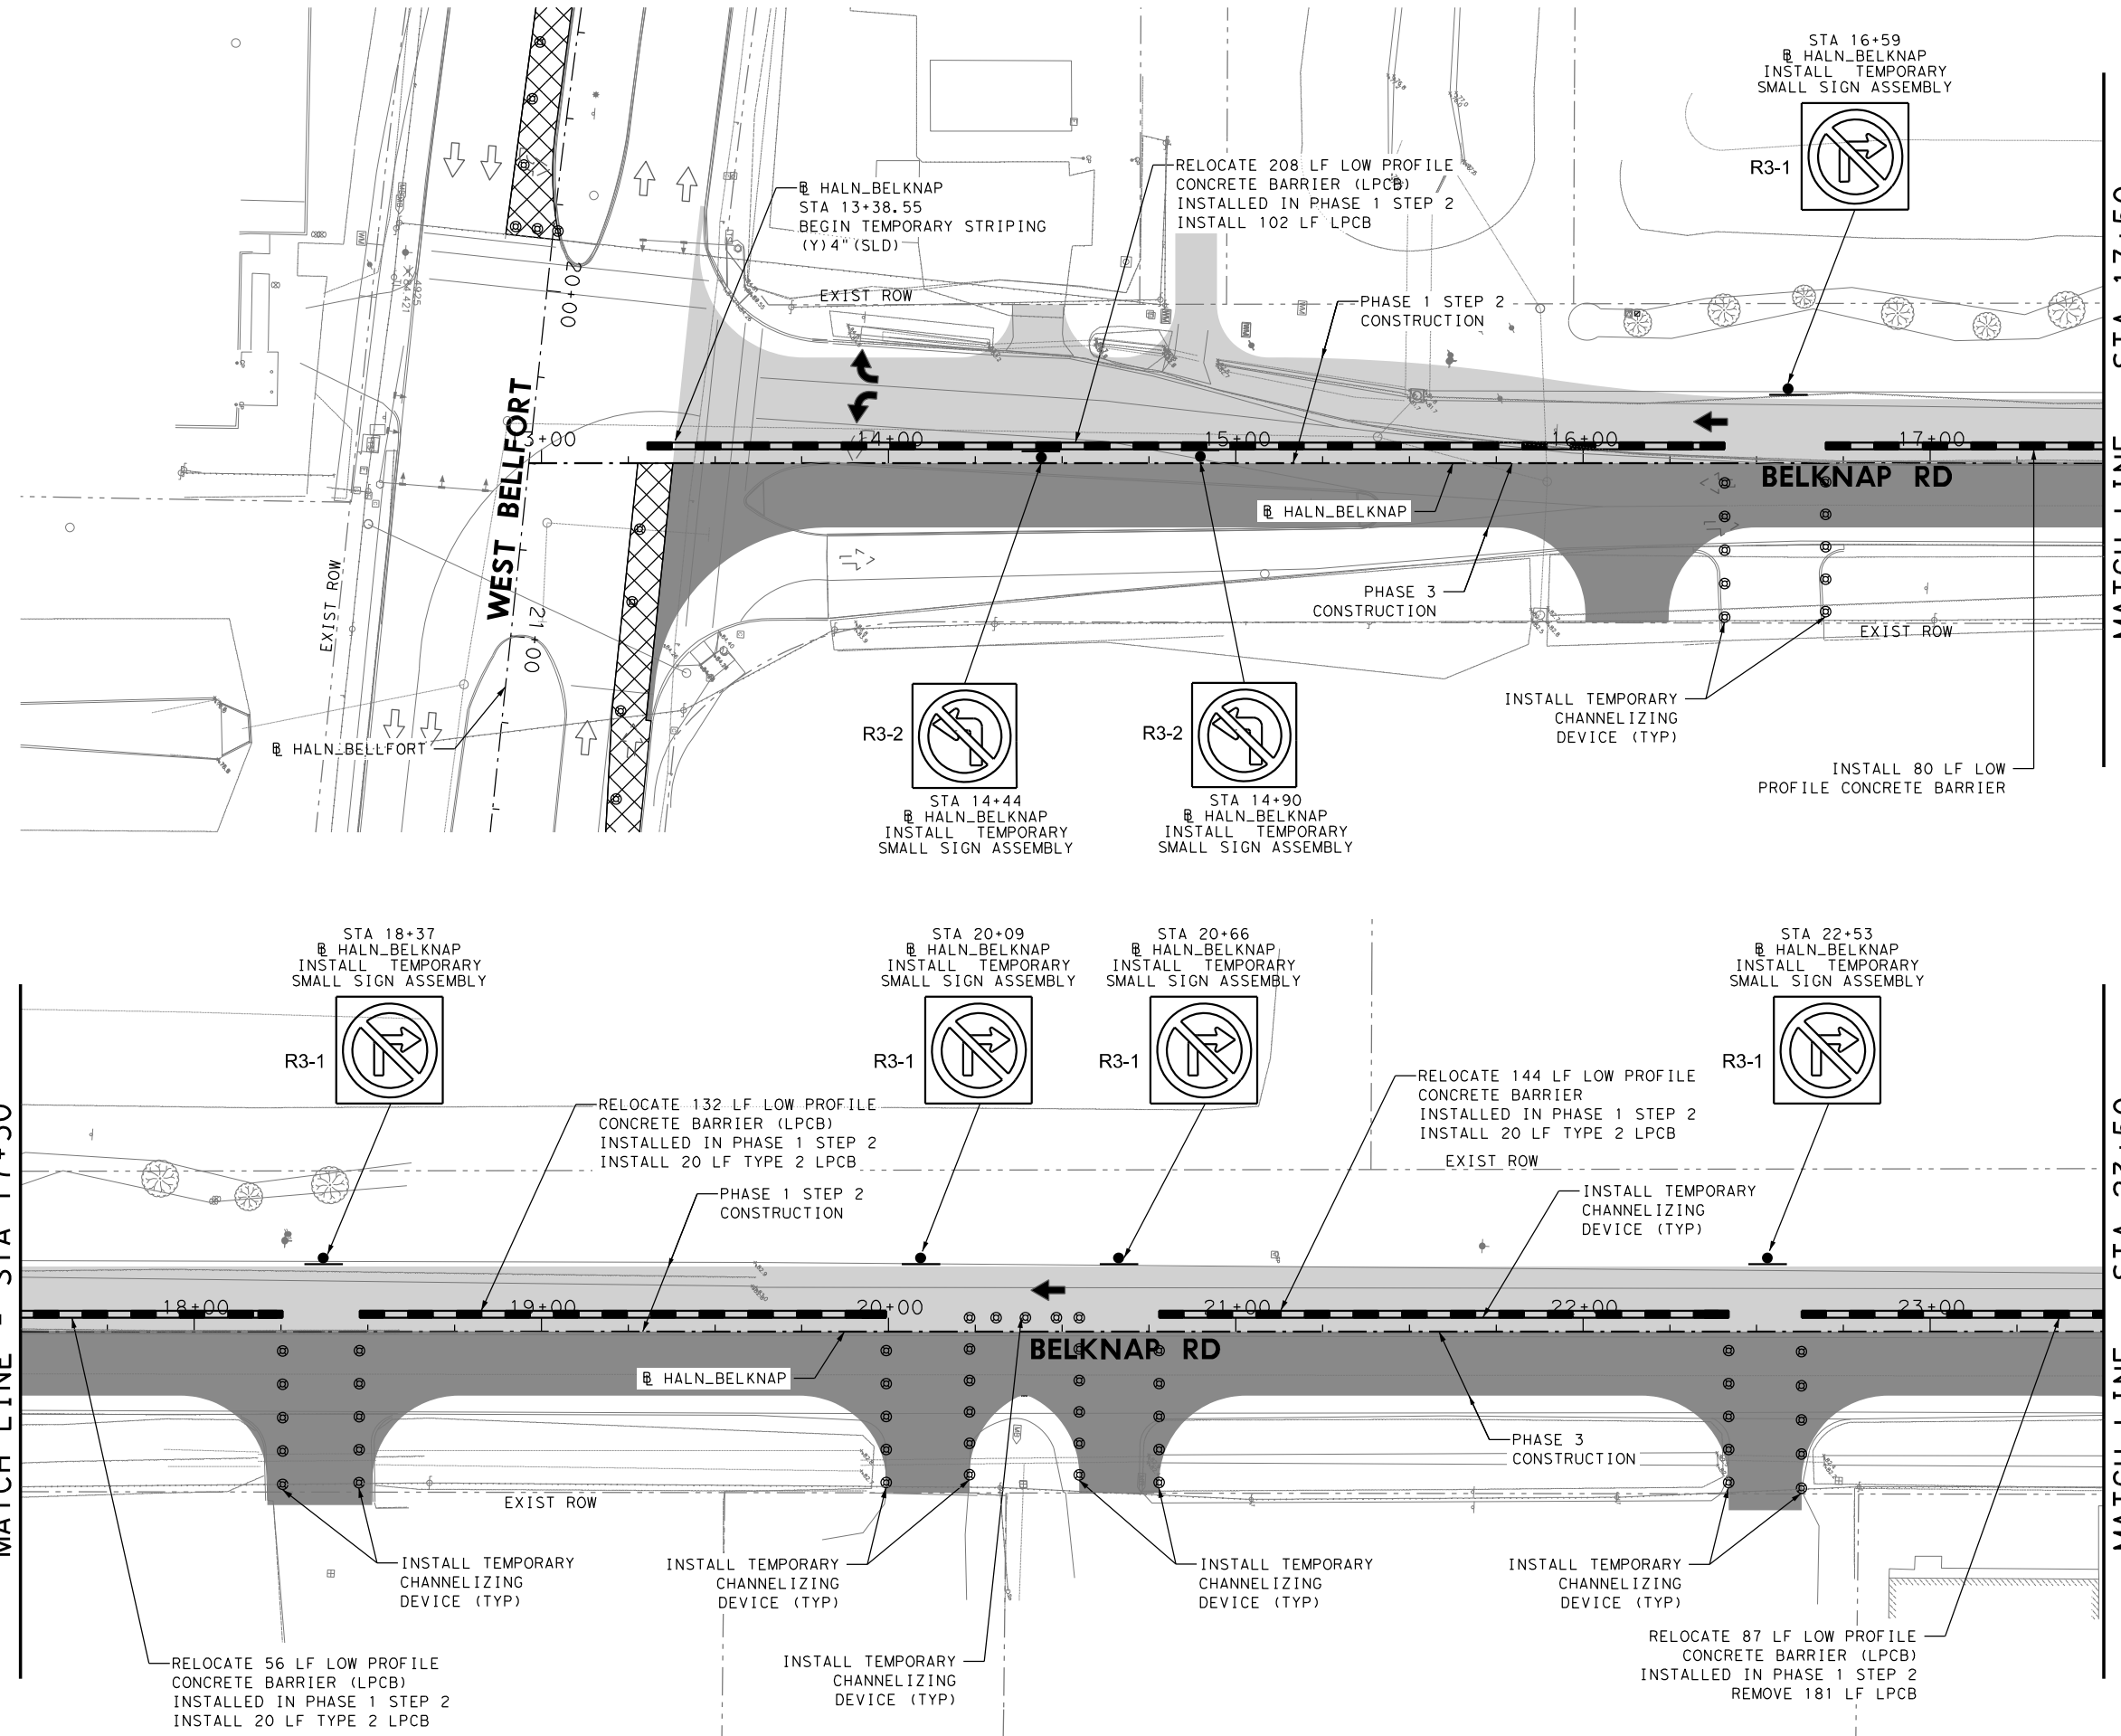 STA 16+59
℄ HALN_BELKNAP
INSTALL TEMPORARY
SMALL SIGN ASSEMBLY
R3-1
℄ HALN_BELKNAP
STA 13+38.55
BEGIN TEMPORARY STRIPING
(Y)4"(SLD)
RELOCATE 208 LF LOW PROFILE
CONCRETE BARRIER (LPCB)
INSTALLED IN PHASE 1 STEP 2
INSTALL 102 LF LPCB
EXIST ROW
20+00
PHASE 1 STEP 2
CONSTRUCTION
WEST BELLFORT
3+00
14+00
15+00
16+00
17+00
BELKNAP RD
℄ HALN_BELKNAP
EXIST ROW
21+00
PHASE 3
CONSTRUCTION
EXIST ROW
℄ HALN_BELLFORT
R3-2
STA 14+44
℄ HALN_BELKNAP
INSTALL TEMPORARY
SMALL SIGN ASSEMBLY
R3-2
STA 14+90
℄ HALN_BELKNAP
INSTALL TEMPORARY
SMALL SIGN ASSEMBLY
INSTALL TEMPORARY
CHANNELIZING
DEVICE (TYP)
INSTALL 80 LF LOW
PROFILE CONCRETE BARRIER
STA 18+37
℄ HALN_BELKNAP
INSTALL TEMPORARY
SMALL SIGN ASSEMBLY
R3-1
STA 20+09
℄ HALN_BELKNAP
INSTALL TEMPORARY
SMALL SIGN ASSEMBLY
R3-1
STA 20+66
℄ HALN_BELKNAP
INSTALL TEMPORARY
SMALL SIGN ASSEMBLY
R3-1
STA 22+53
℄ HALN_BELKNAP
INSTALL TEMPORARY
SMALL SIGN ASSEMBLY
R3-1
RELOCATE 132 LF LOW PROFILE
CONCRETE BARRIER (LPCB)
INSTALLED IN PHASE 1 STEP 2
INSTALL 20 LF TYPE 2 LPCB
RELOCATE 144 LF LOW PROFILE
CONCRETE BARRIER
INSTALLED IN PHASE 1 STEP 2
INSTALL 20 LF TYPE 2 LPCB
EXIST ROW
PHASE 1 STEP 2
CONSTRUCTION
INSTALL TEMPORARY
CHANNELIZING
DEVICE (TYP)
18+00
19+00
20+00
21+00
22+00
23+00
BELKNAP RD
℄ HALN_BELKNAP
PHASE 3
CONSTRUCTION
EXIST ROW
INSTALL TEMPORARY
CHANNELIZING
DEVICE (TYP)
INSTALL TEMPORARY
CHANNELIZING
DEVICE (TYP)
INSTALL TEMPORARY
CHANNELIZING
DEVICE (TYP)
INSTALL TEMPORARY
CHANNELIZING
DEVICE (TYP)
INSTALL TEMPORARY
CHANNELIZING
DEVICE (TYP)
RELOCATE 56 LF LOW PROFILE
CONCRETE BARRIER (LPCB)
INSTALLED IN PHASE 1 STEP 2
INSTALL 20 LF TYPE 2 LPCB
RELOCATE 87 LF LOW PROFILE
CONCRETE BARRIER (LPCB)
INSTALLED IN PHASE 1 STEP 2
REMOVE 181 LF LPCB